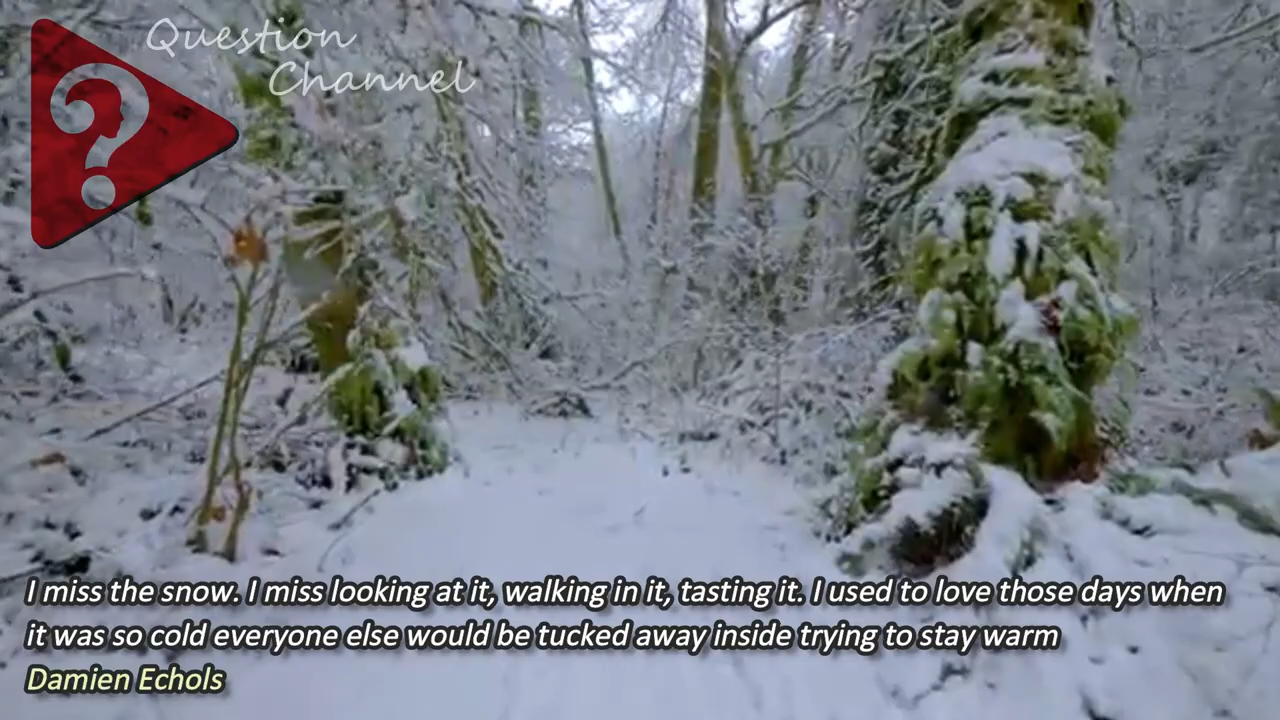 Question
Channel
I miss the snow. I miss looking at it, walking in it, tasting it. I used to love those days when
it was so cold everyone else would be tucked away inside trying to stay warm
Damien Echols